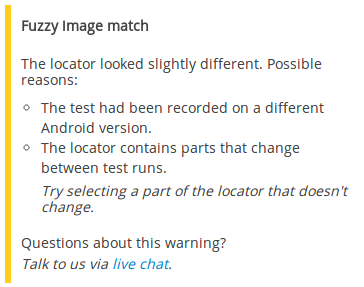 Fuzzy Image match
The locator looked slightly different. Possible
reasons:
The test had been recorded on a different
Android version.
The locator contains parts that change
between test runs.
Try selecting a part of the locator that doesn't
change.
Questions about this warning?
Talk to us via live chat.